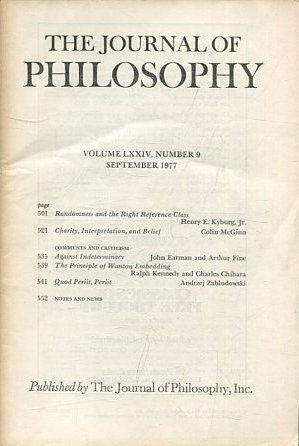 THE JOURNAL OF
PHILOSOPHY
VOLUME LXXIV, NUMBER 9
SEPTEMBER 1977
page
501 Randomness and the Right Reference Class
Henry E. Kyburg, Jr.
521 Charity, Interpretation, and Belief Colin McGinn
COMMENTS AND CRITICISM
535 Against Indeterminacy John Earman and Arthur Fine
539 The Principle of Wanton Embedding
Ralph Kennedy and Charles Chihara
541 Quod Periit, Periit Andrzej Zabludowski
552 NOTES AND NEWS
Published by The Journal of Philosophy, Inc.